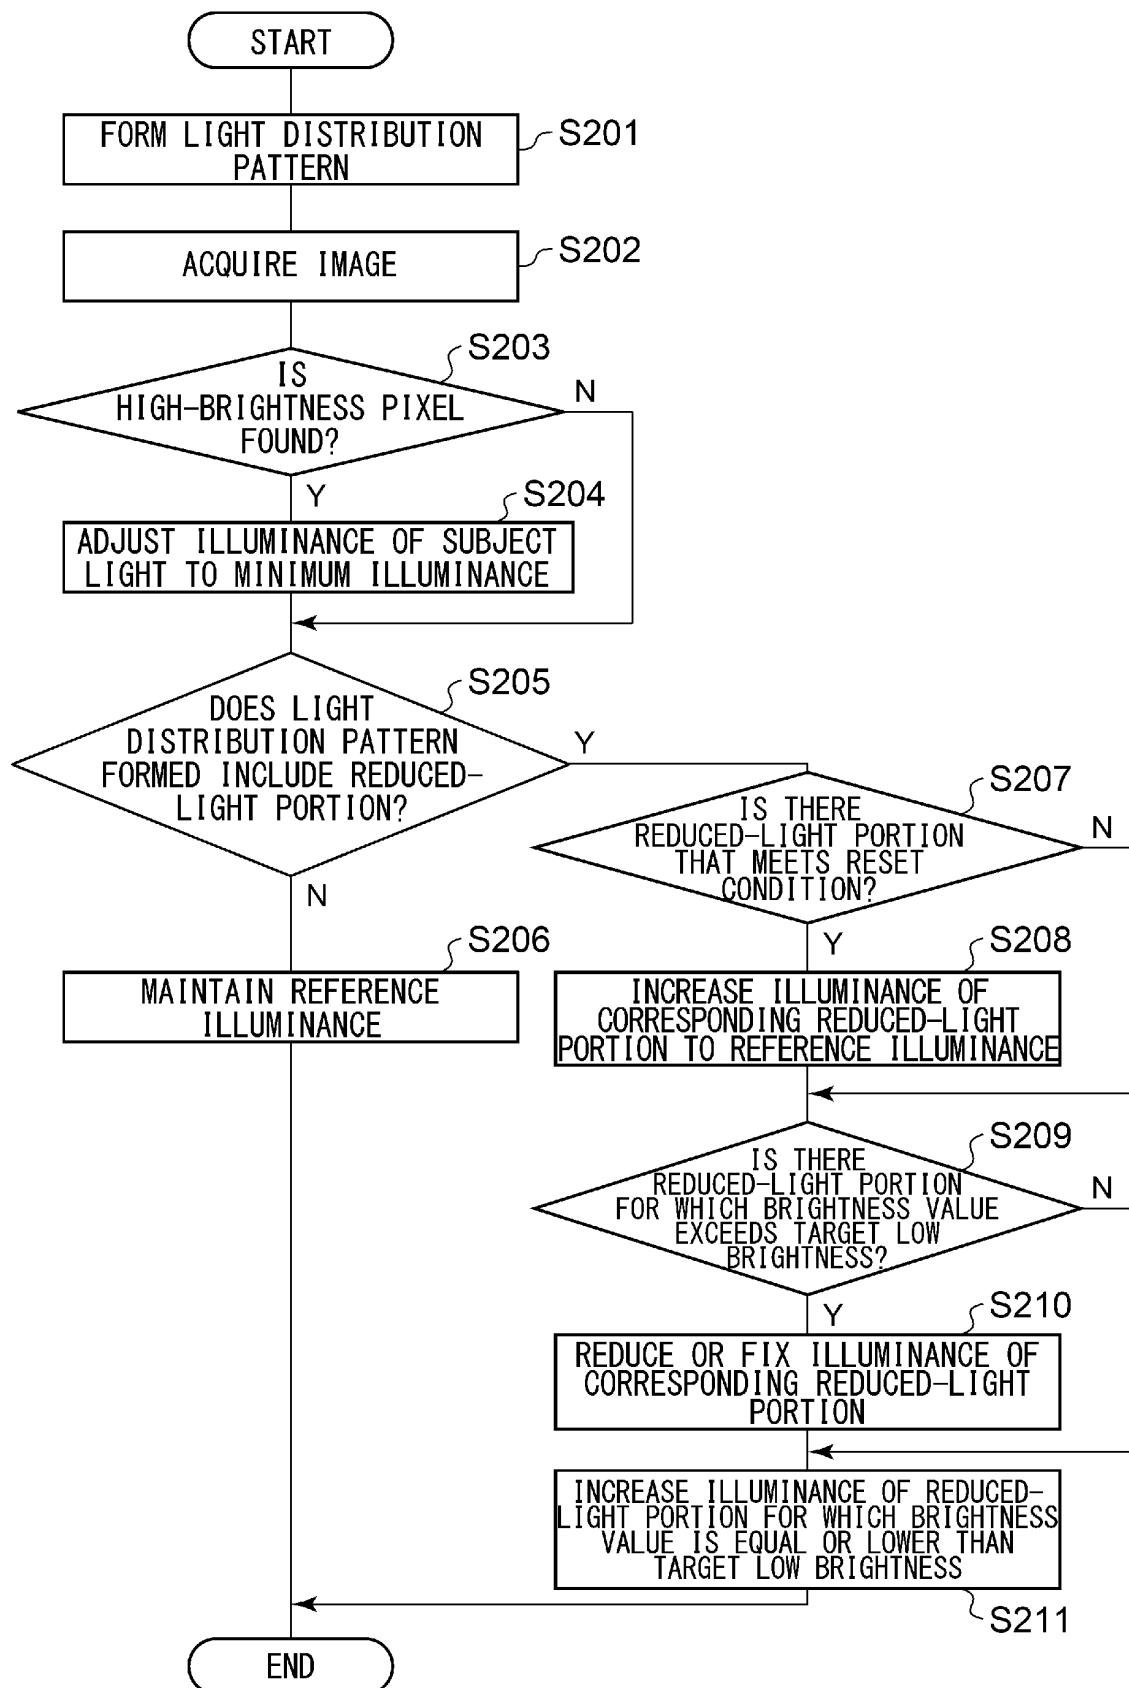 START
FORM LIGHT DISTRIBUTION
PATTERN
S201
ACQUIRE IMAGE
S202
S203
IS
HIGH-BRIGHTNESS PIXEL
FOUND?
N
Y
S204
ADJUST ILLUMINANCE OF SUBJECT
LIGHT TO MINIMUM ILLUMINANCE
S205
DOES LIGHT
DISTRIBUTION PATTERN
FORMED INCLUDE REDUCED-
LIGHT PORTION?
Y
N
S206
MAINTAIN REFERENCE
ILLUMINANCE
S207
IS THERE
REDUCED-LIGHT PORTION
THAT MEETS RESET
CONDITION?
N
Y
S208
INCREASE ILLUMINANCE OF
CORRESPONDING REDUCED-LIGHT
PORTION TO REFERENCE ILLUMINANCE
S209
IS THERE
REDUCED-LIGHT PORTION
FOR WHICH BRIGHTNESS VALUE
EXCEEDS TARGET LOW
BRIGHTNESS?
N
Y
S210
REDUCE OR FIX ILLUMINANCE OF
CORRESPONDING REDUCED-LIGHT
PORTION
INCREASE ILLUMINANCE OF REDUCED-
LIGHT PORTION FOR WHICH BRIGHTNESS
VALUE IS EQUAL OR LOWER THAN
TARGET LOW BRIGHTNESS
S211
END